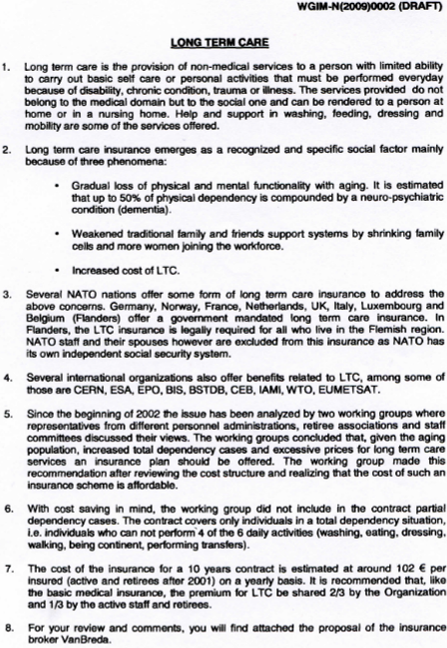 WGIM-N(2009)0002 (DRAFT)
LONG TERM CARE
1. Long term care is the provision of non-medical services to a person with limited ability
to carry out basic self care or personal activities that must be performed everyday
because of disability, chronic condition, trauma or illness. The services provided do not
belong to the medical domain but to the social one and can be rendered to a person at
home or in a nursing home. Help and support in washing, feeding, dressing and
mobility are some of the services offered.
2. Long term care insurance emerges as a recognized and specific social factor mainly
because of three phenomena:
• Gradual loss of physical and mental functionality with aging. It is estimated
that up to 50% of physical dependency is compounded by a neuro-psychiatric
condition (dementia).
• Weakened traditional family and friends support systems by shrinking family
cells and more women joining the workforce.
• Increased cost of LTC.
3. Several NATO nations offer some form of long term care insurance to address the
above concerns. Germany, Norway, France, Netherlands, UK, Italy, Luxembourg and
Belgium (Flanders) offer a government mandated long term care insurance. In
Flanders, the LTC insurance is legally required for all who live in the Flemish region.
NATO staff and their spouses however are excluded from this insurance as NATO has
its own independent social security system.
4. Several international organizations also offer benefits related to LTC, among some of
those are CERN, ESA, EPO, BIS, BSTDB, CEB, IAMI, WTO, EUMETSAT.
5. Since the beginning of 2002 the issue has been analyzed by two working groups where
representatives from different personnel administrations, retiree associations and staff
committees discussed their views. The working groups concluded that, given the aging
population, increased total dependency cases and excessive prices for long term care
services an insurance plan should be offered. The working group made this
recommendation after reviewing the cost structure and realizing that the cost of such an
insurance scheme is affordable.
6. With cost saving in mind, the working group did not include in the contract partial
dependency cases. The contract covers only individuals in a total dependency situation,
i.e. individuals who can not perform 4 of the 6 daily activities (washing, eating, dressing,
walking, being continent, performing transfers).
7. The cost of the insurance for a 10 years contract is estimated at around 102 € per
insured (active and retirees after 2001) on a yearly basis. It is recommended that, like
the basic medical insurance, the premium for LTC be shared 2/3 by the Organization
and 1/3 by the active staff and retirees.
8. For your review and comments, you will find attached the proposal of the insurance
broker VanBreda.